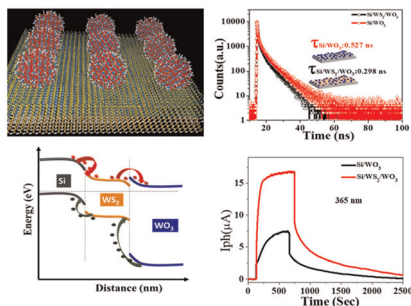 Counts(a.u.)
10000
1000
100
10
1
Si/WS₂/WO₃
Si/WO₃
τSi/WO₃:0.527 ns
τSi/WS₂/WO₃:0.298 ns
20
40
60
80
100
Time (ns)
Energy (eV)
Si
WS₂
WO₃
Distance (nm)
Iph(μA)
15
10
5
0
Si/WO₃
Si/WS₂/WO₃
365 nm
0
500
1000
1500
2000
2500
Time (Sec)